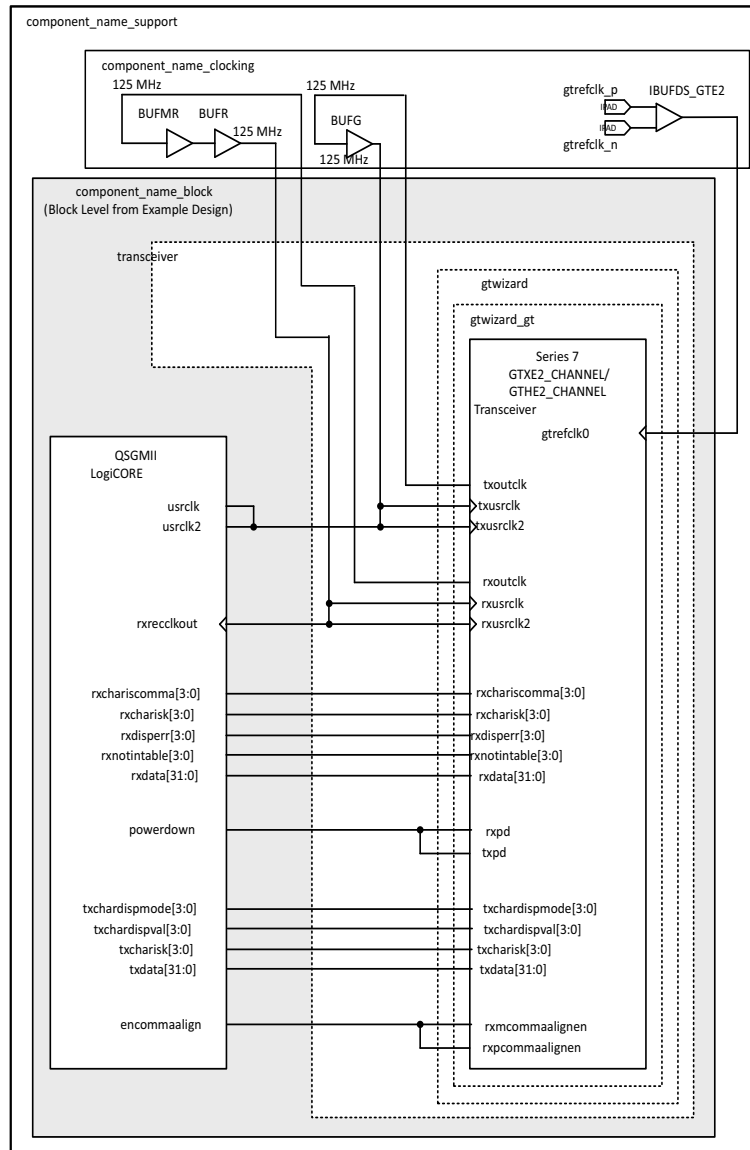 component_name_support
component_name_clocking
125 MHz
125 MHz
gtrefclk_p
IBUFDS_GTE2
BUFMR
BUFR
125 MHz
BUFG
125 MHz
IPAD
IPAD
gtrefclk_n
component_name_block
(Block Level from Example Design)
transceiver
gtwizard
gtwizard_gt
Series 7
GTXE2_CHANNEL/
GTHE2_CHANNEL
Transceiver
gtrefclk0
QSGMII
LogiCORE
txoutclk
usrclk
txusrclk
usrclk2
txusrclk2
rxoutclk
rxusrclk
rxrecclkout
rxusrclk2
rxchariscomma[3:0]
rxchariscomma[3:0]
rxcharisk[3:0]
rxcharisk[3:0]
rxdisperr[3:0]
rxdisperr[3:0]
rxnotintable[3:0]
rxnotintable[3:0]
rxdata[31:0]
rxdata[31:0]
powerdown
rxpd
txpd
txchardispmode[3:0]
txchardispmode[3:0]
txchardispval[3:0]
txchardispval[3:0]
txcharisk[3:0]
txcharisk[3:0]
txdata[31:0]
txdata[31:0]
encommaalign
rxmcommaalignen
rxpcommaalignen